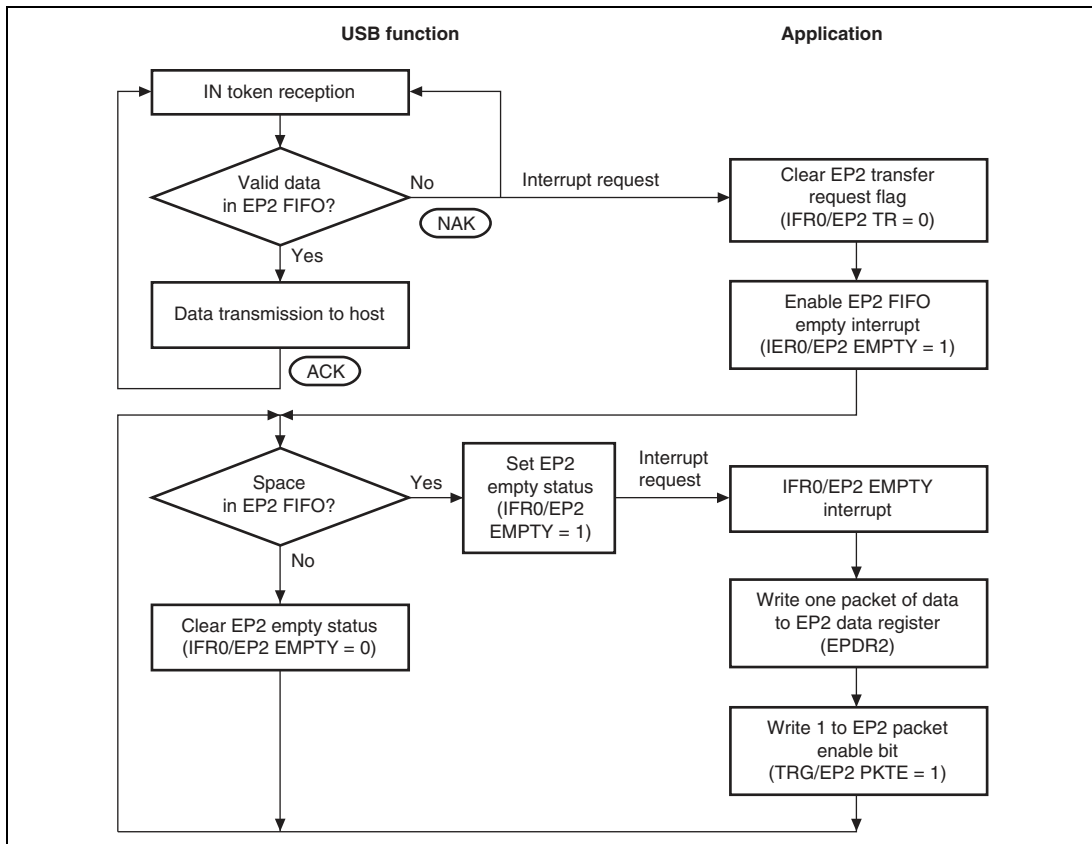 USB function
Application
IN token reception
Valid data
in EP2 FIFO?
No
NAK
Interrupt request
Clear EP2 transfer
request flag
(IFR0/EP2 TR = 0)
Yes
Data transmission to host
ACK
Enable EP2 FIFO
empty interrupt
(IER0/EP2 EMPTY = 1)
Space
in EP2 FIFO?
Yes
Set EP2
empty status
(IFR0/EP2
EMPTY = 1)
Interrupt
request
IFR0/EP2 EMPTY
interrupt
No
Clear EP2 empty status
(IFR0/EP2 EMPTY = 0)
Write one packet of data
to EP2 data register
(EPDR2)
Write 1 to EP2 packet
enable bit
(TRG/EP2 PKTE = 1)